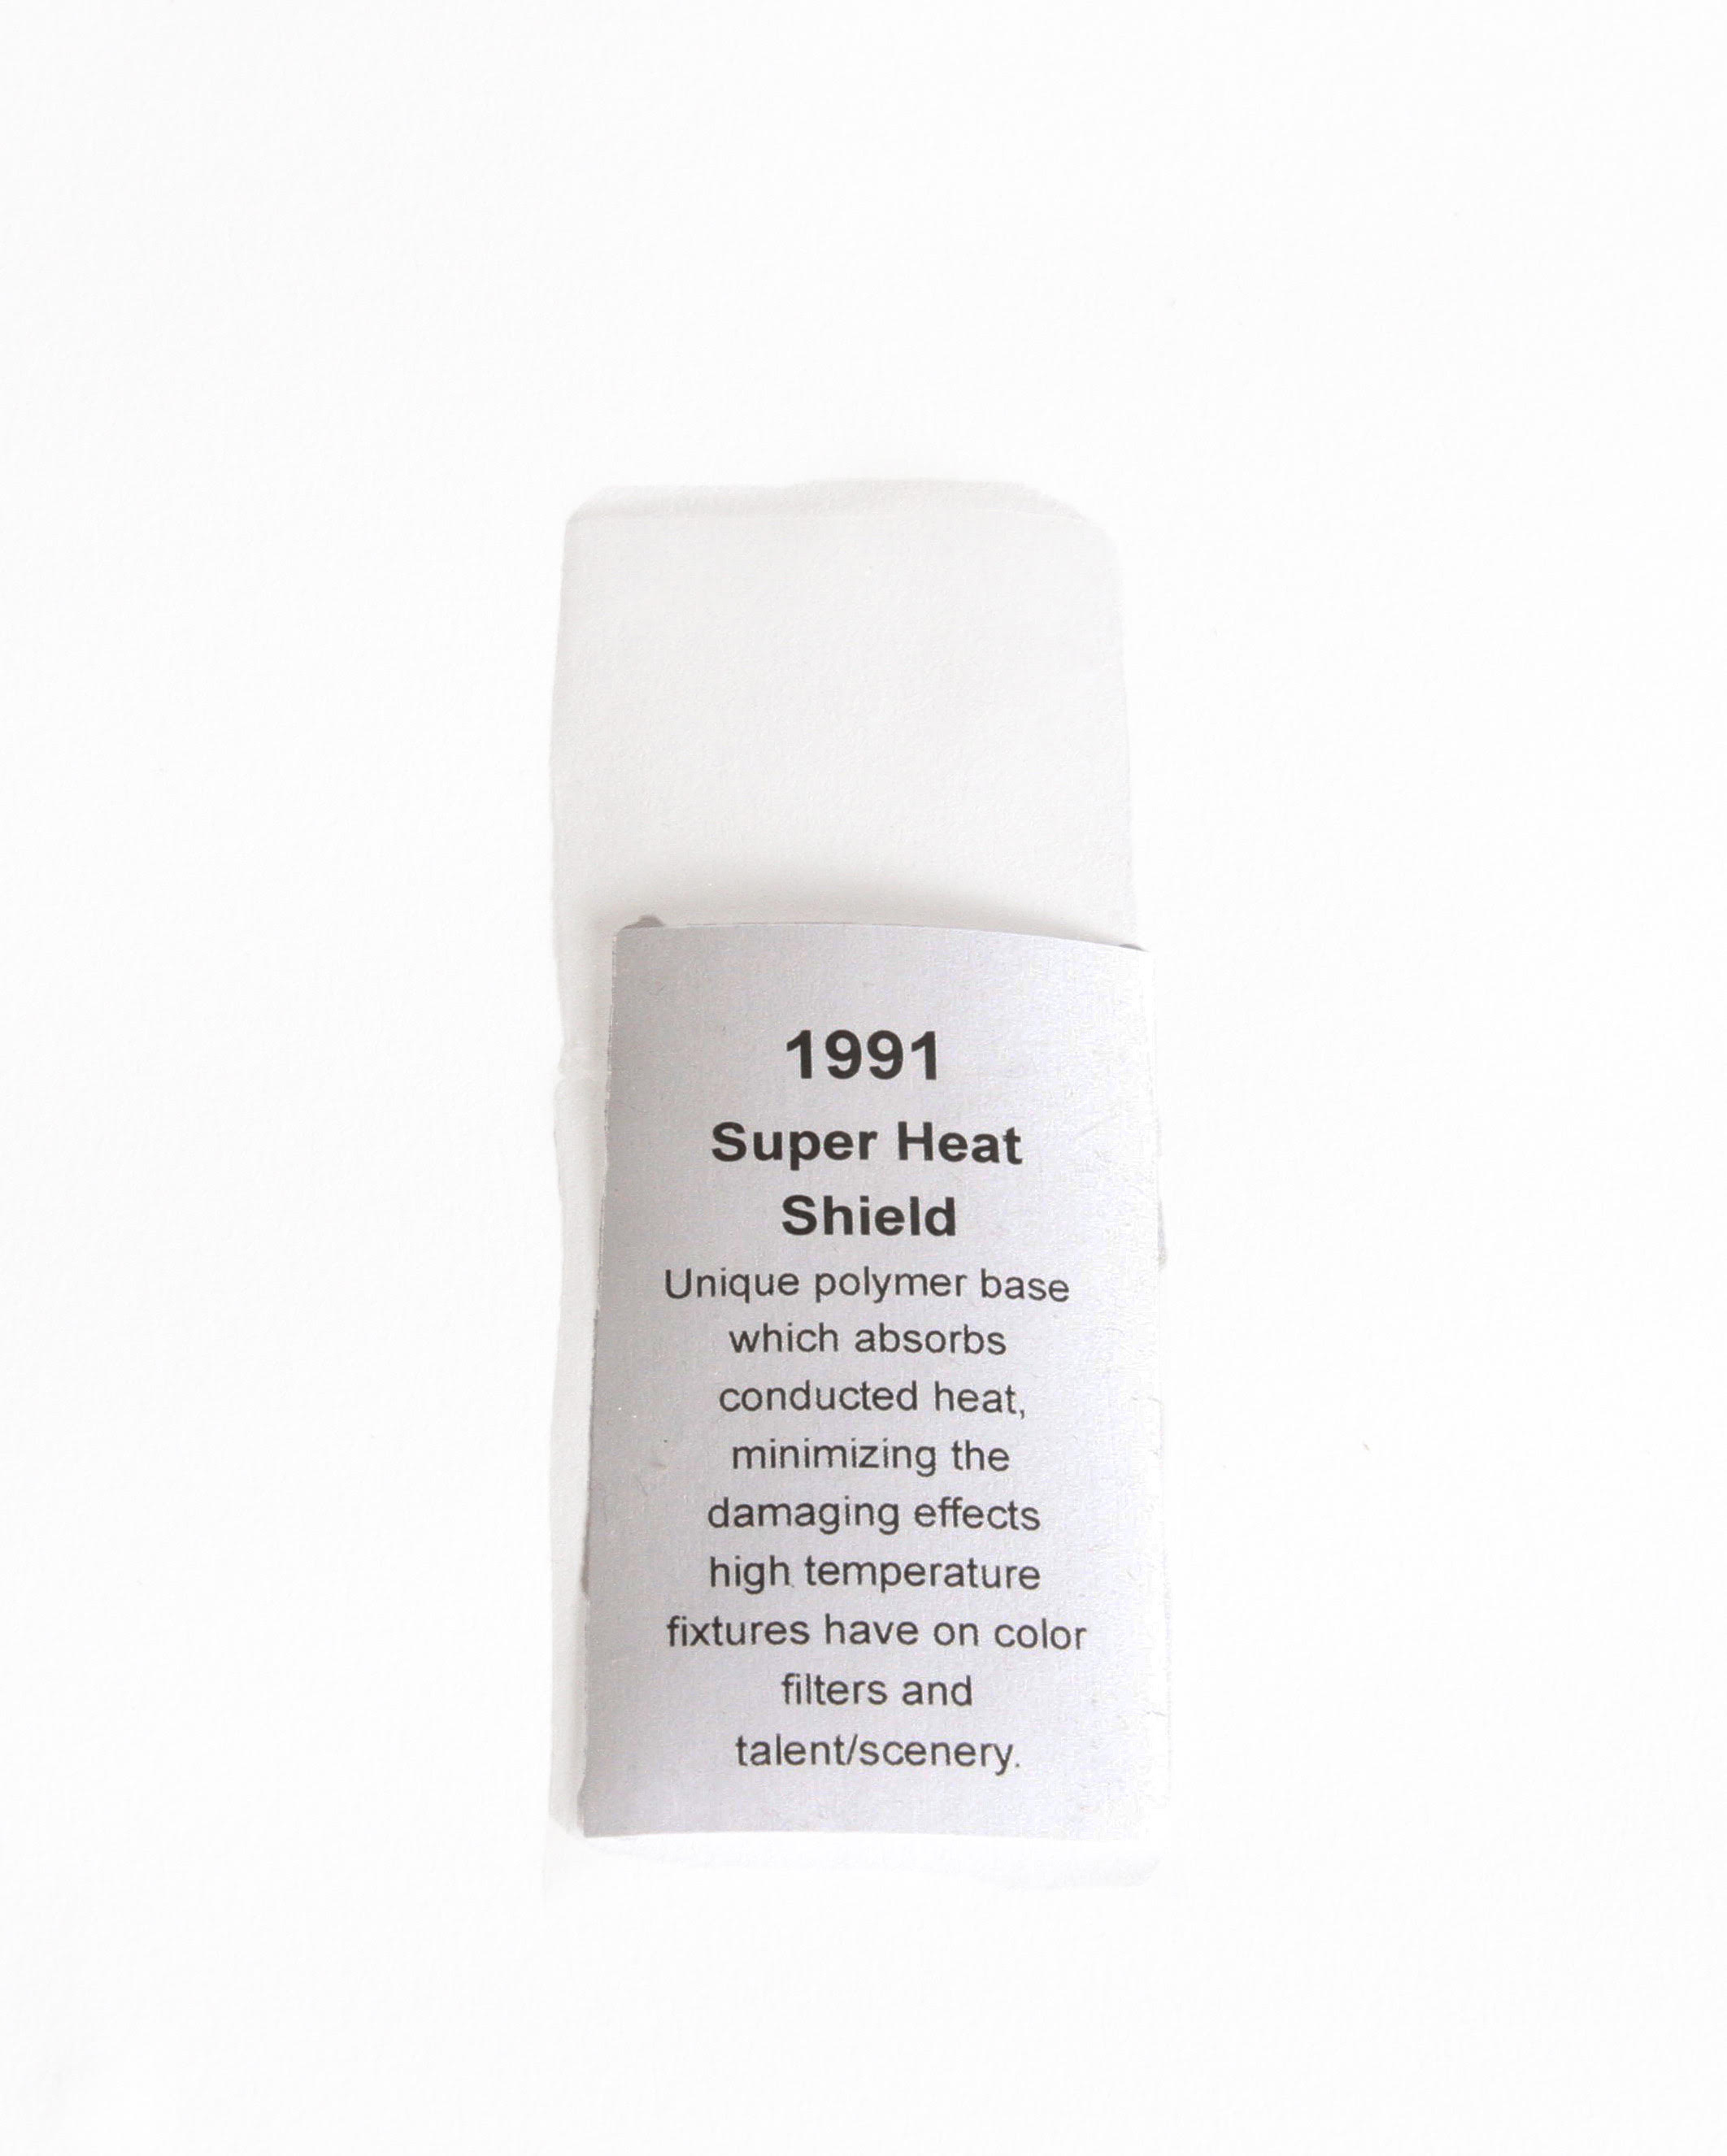 1991
Super Heat
Shield
Unique polymer base
which absorbs
conducted heat,
minimizing the
damaging effects
high temperature
fixtures have on color
filters and
talent/scenery.